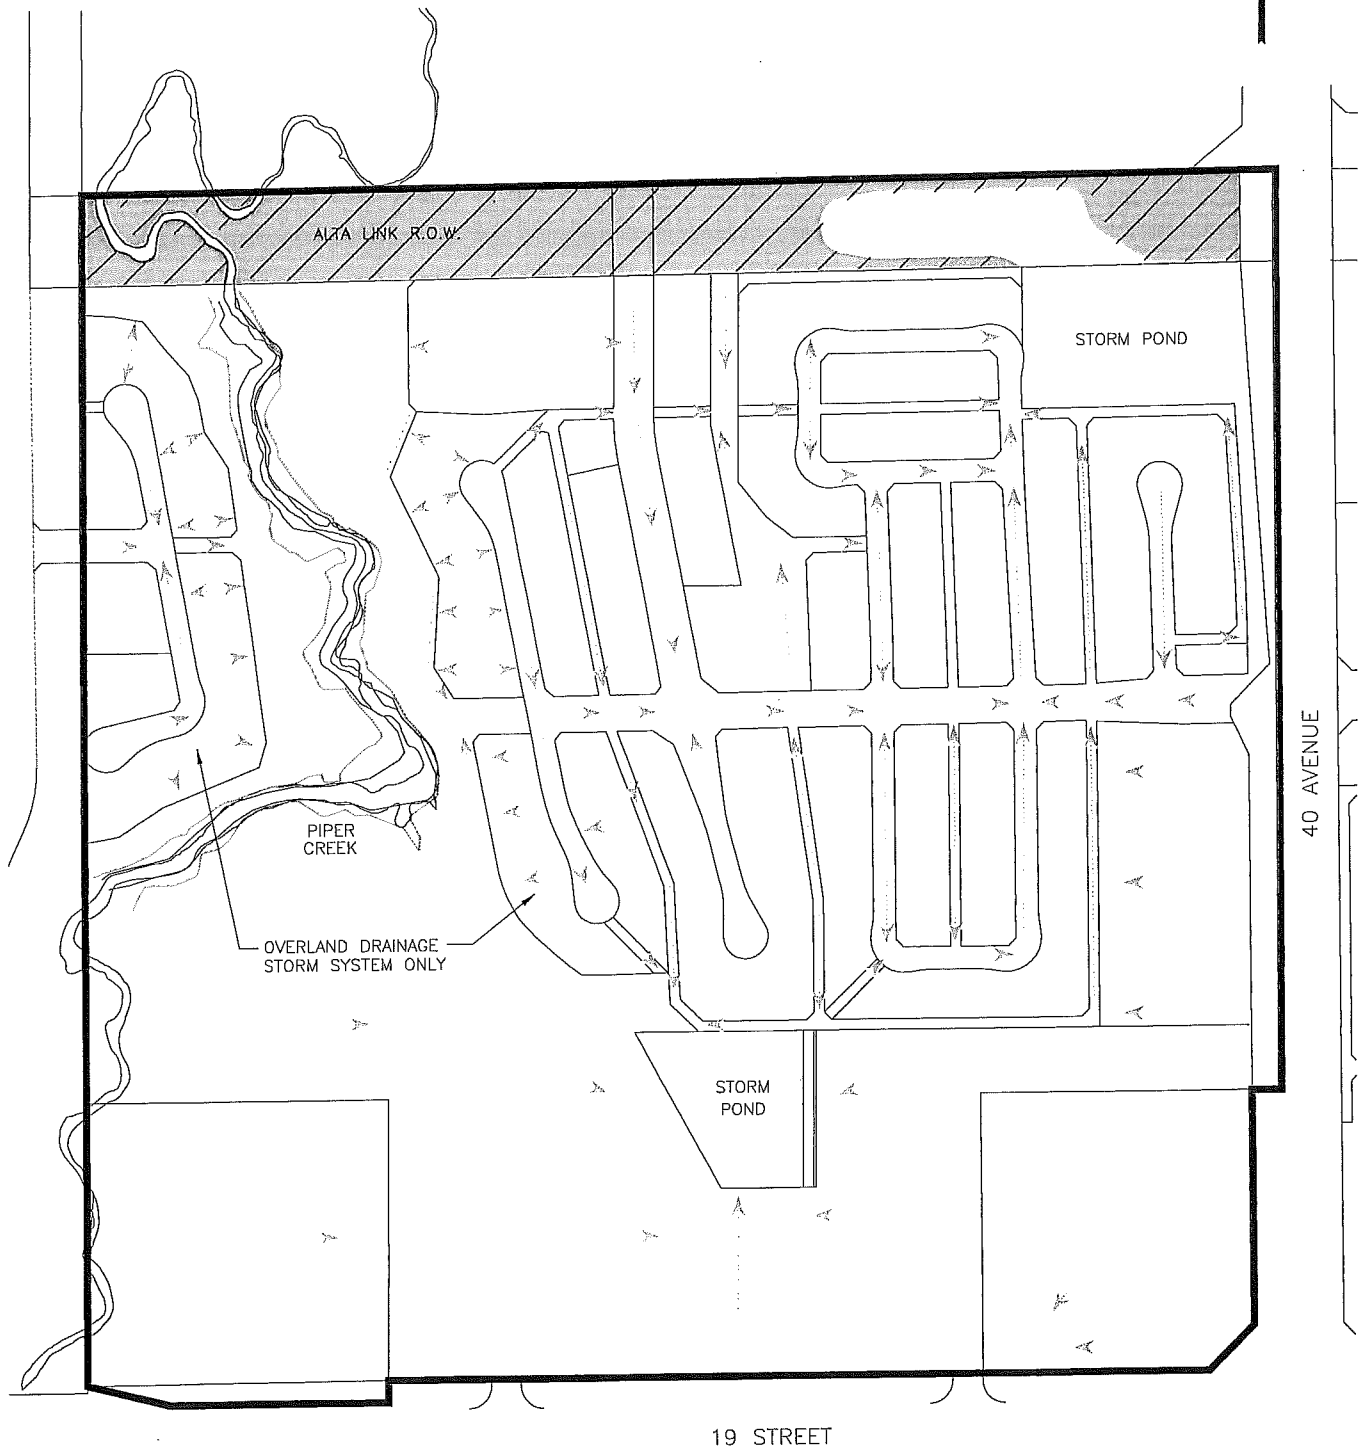 ALTA LINK R.O.W.
STORM POND
40 AVENUE
PIPER
CREEK
OVERLAND DRAINAGE
STORM SYSTEM ONLY
STORM
POND
19 STREET